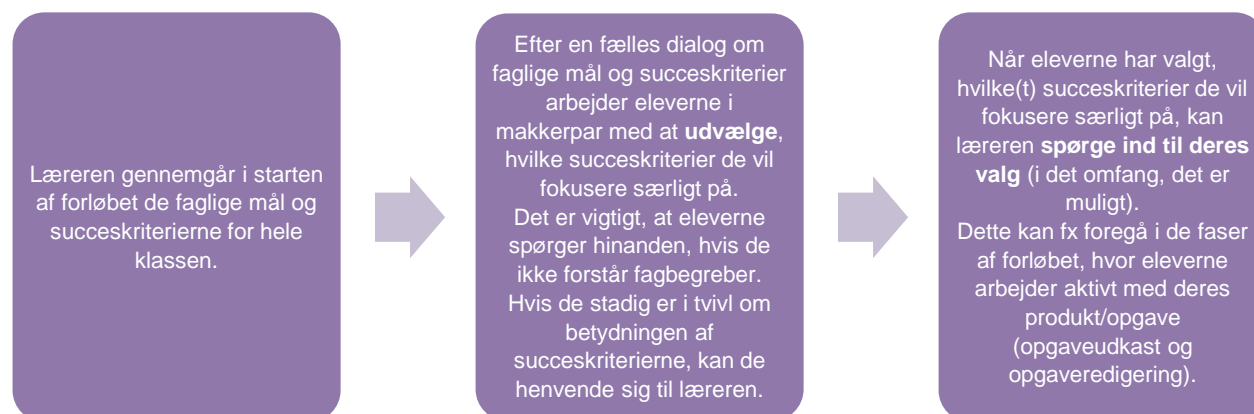 Læreren gennemgår i starten
af forløbet de faglige mål og
succeskriterierne for hele
klassen.
Efter en fælles dialog om
faglige mål og succeskriterier
arbejder eleverne i
makkerpar med at udvælge,
hvilke succeskriterier de vil
fokusere særligt på.
Det er vigtigt, at eleverne
spørger hinanden, hvis de
ikke forstår fagbegreber.
Hvis de stadig er i tvivl om
betydningen af
succeskriterierne, kan de
henvende sig til læreren.
Når eleverne har valgt,
hvilke(t) succeskriterier de vil
fokusere særligt på, kan
læreren spørge ind til deres
valg (i det omfang, det er
muligt).
Dette kan fx foregå i de faser
af forløbet, hvor eleverne
arbejder aktivt med deres
produkt/opgave
(opgaveudkast og
opgaveredigering).